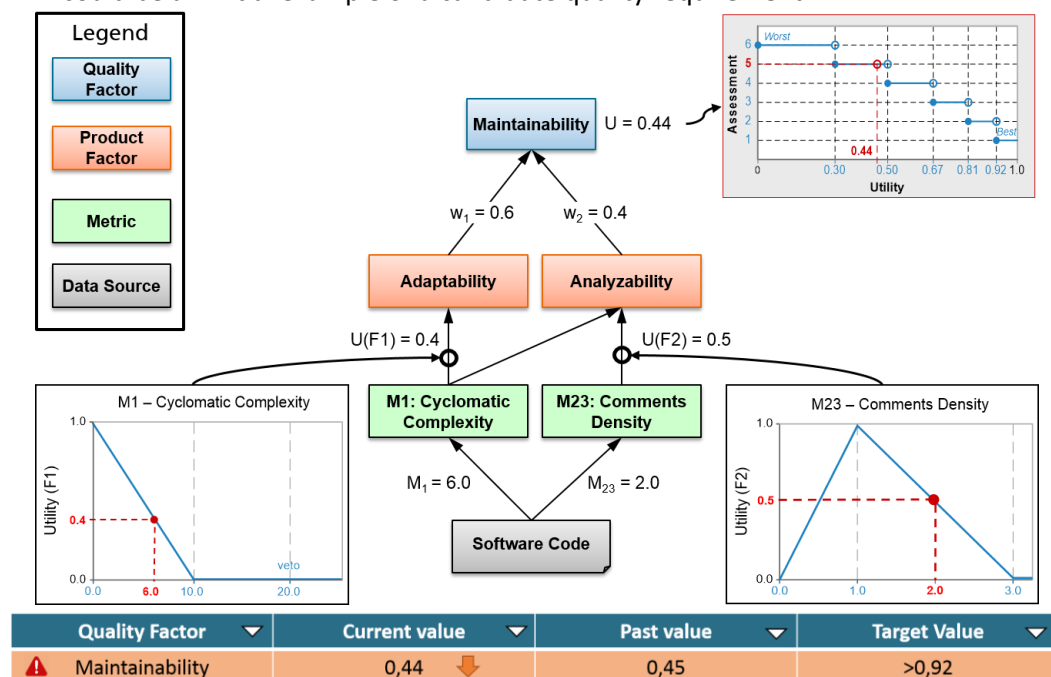 Legend
Quality
Factor
Product
Factor
Metric
Data Source
Maintainability
U = 0.44
Assessment
6
5
4
3
2
1
Worst
Best
0.44
0
0.30
0.50
0.67
0.81
0.92
1.0
Utility
w1 = 0.6
w2 = 0.4
Adaptability
Analyzability
U(F1) = 0.4
U(F2) = 0.5
M1 – Cyclomatic Complexity
Utility (F1)
1.0
0.4
0.0
veto
0.0
6.0
10.0
20.0
M1: Cyclomatic
Complexity
M23: Comments
Density
M1 = 6.0
M23 = 2.0
Software Code
M23 – Comments Density
Utility (F2)
1.0
0.5
0.0
0.0
1.0
2.0
3.0
Quality Factor Current value Past value Target Value
Maintainability 0,44 0,45 >0,92